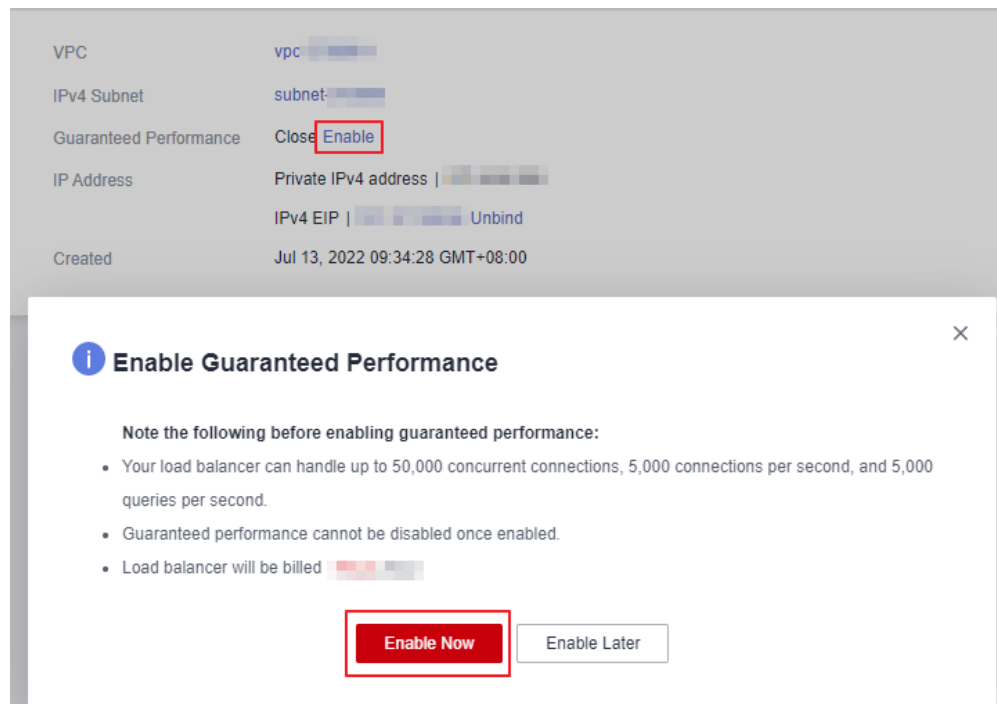 VPC vpc
IPv4 Subnet subnet-
Guaranteed Performance Close Enable
IP Address Private IPv4 address |
IPv4 EIP | Unbind
Created Jul 13, 2022 09:34:28 GMT+08:00
i Enable Guaranteed Performance
Note the following before enabling guaranteed performance:
• Your load balancer can handle up to 50,000 concurrent connections, 5,000 connections per second, and 5,000
queries per second.
• Guaranteed performance cannot be disabled once enabled.
• Load balancer will be billed
Enable Now Enable Later